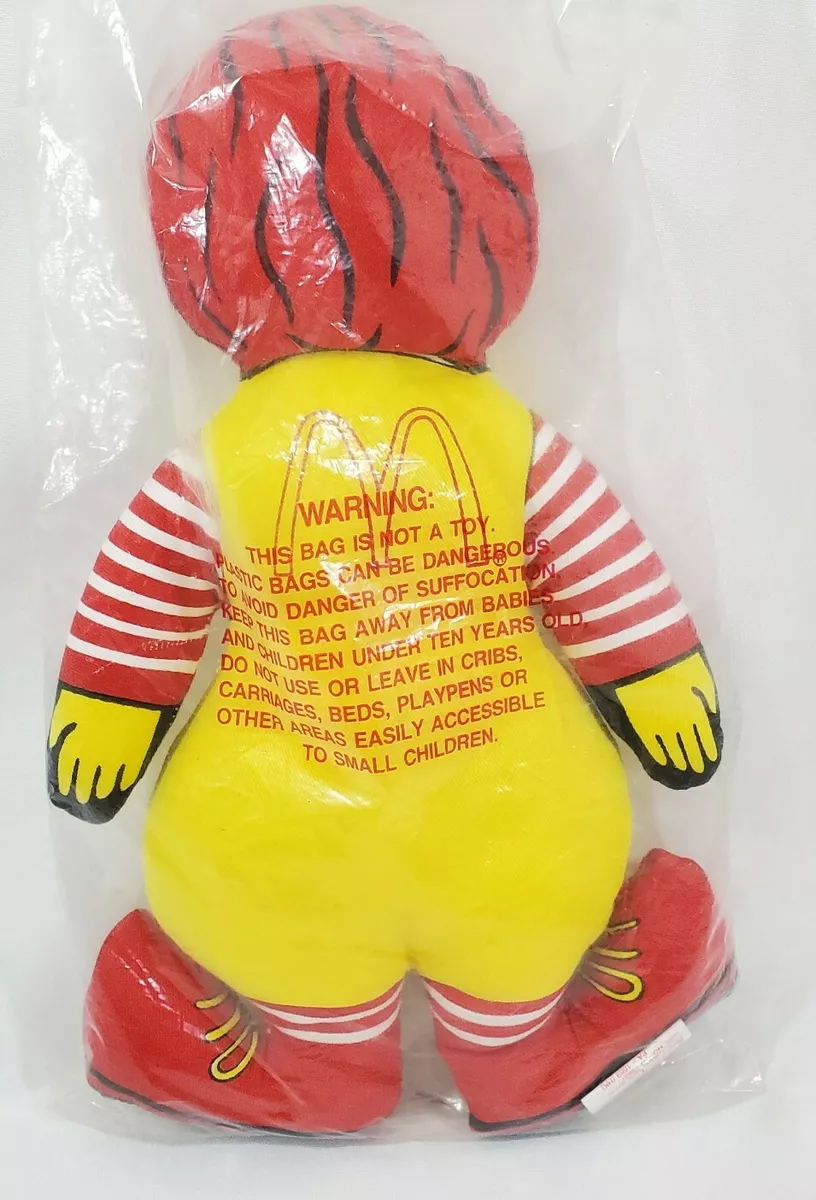 WARNING:
THIS BAG IS NOT A TOY.
PLASTIC BAGS CAN BE DANGEROUS.
TO AVOID DANGER OF SUFFOCATION,
KEEP THIS BAG AWAY FROM BABIES
AND CHILDREN UNDER TEN YEARS OLD,
DO NOT USE OR LEAVE IN CRIBS,
CARRIAGES, BEDS, PLAYPENS OR
OTHER AREAS EASILY ACCESSIBLE
TO SMALL CHILDREN.
®